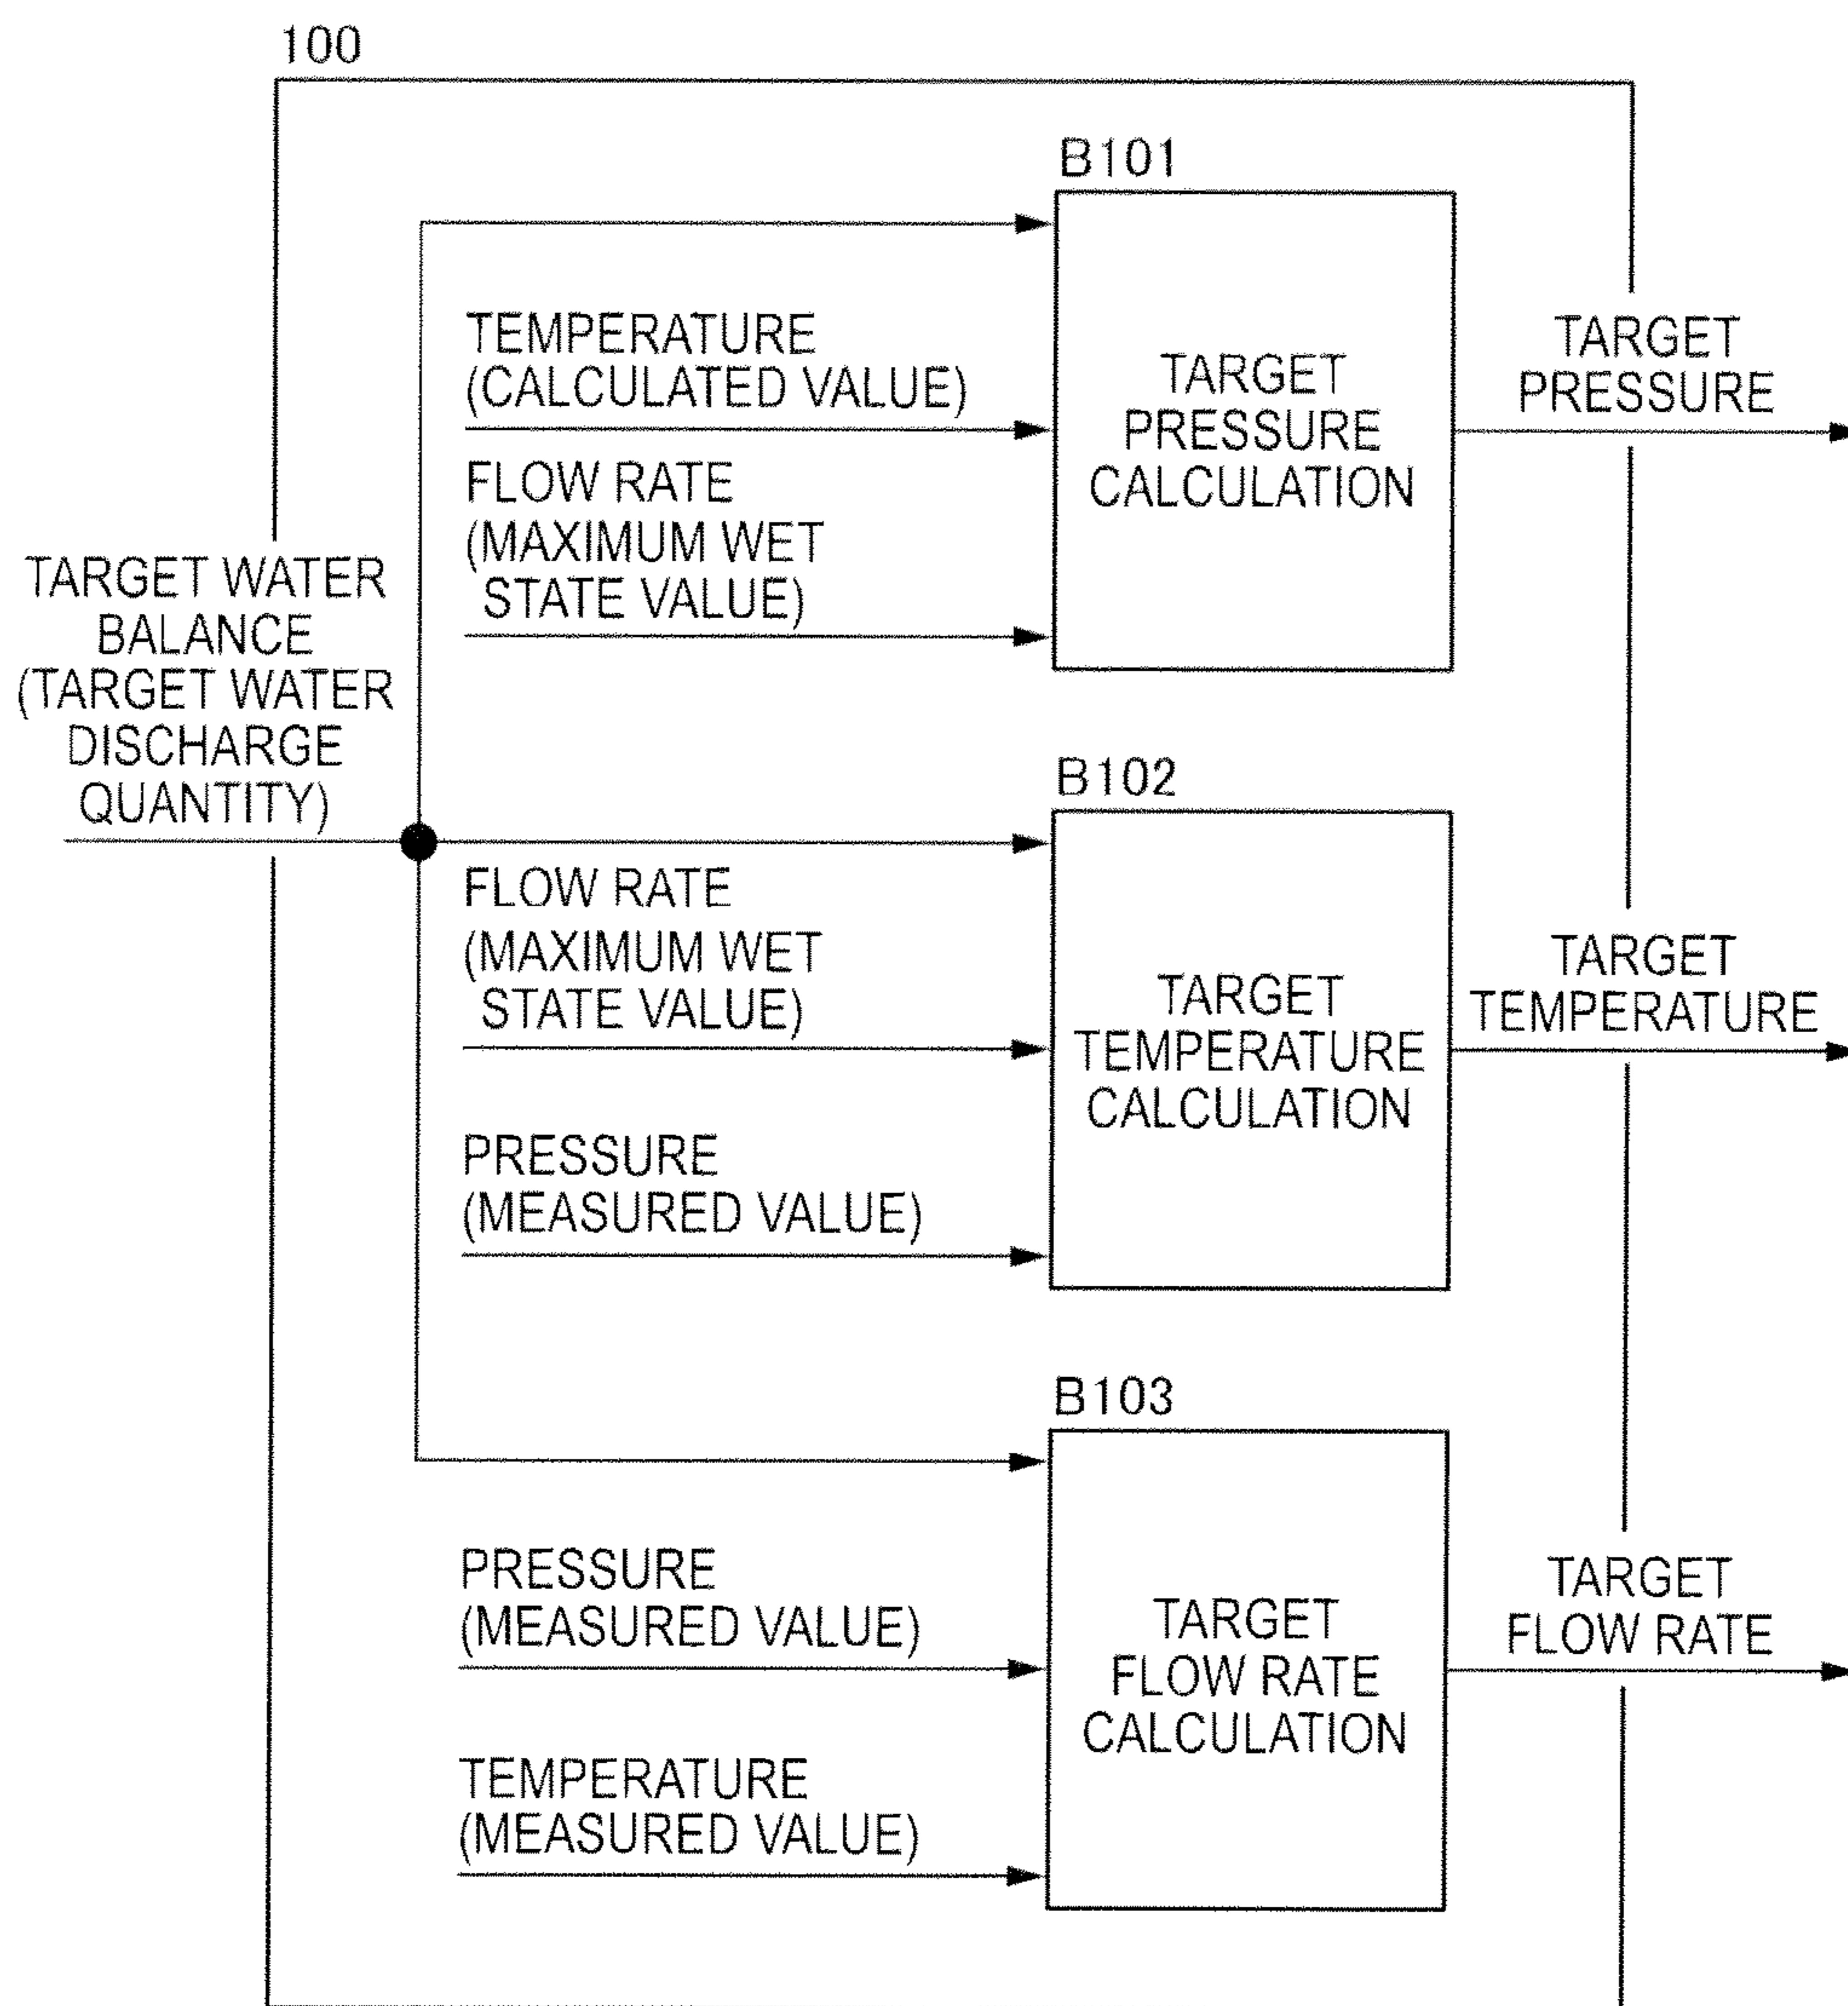 100
B101
TEMPERATURE
(CALCULATED VALUE)
FLOW RATE
(MAXIMUM WET
STATE VALUE)
TARGET
PRESSURE
CALCULATION
TARGET
PRESSURE
TARGET WATER
BALANCE
(TARGET WATER
DISCHARGE
QUANTITY)
B102
FLOW RATE
(MAXIMUM WET
STATE VALUE)
PRESSURE
(MEASURED VALUE)
TARGET
TEMPERATURE
CALCULATION
TARGET
TEMPERATURE
B103
PRESSURE
(MEASURED VALUE)
TEMPERATURE
(MEASURED VALUE)
TARGET
FLOW RATE
CALCULATION
TARGET
FLOW RATE